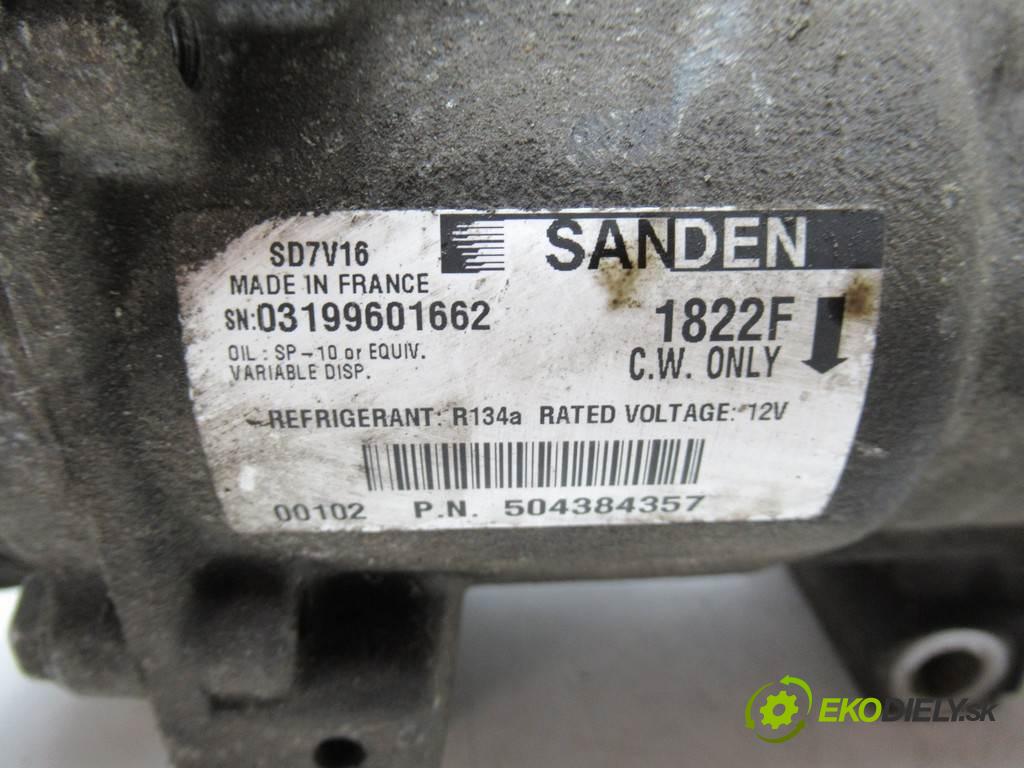 SANDEN
SD7V16
MADE IN FRANCE
SN:03199601662
1822F
OIL : SP-10 or EQUIV.
VARIABLE DISP.
C.W. ONLY
REFRIGERANT: R134a RATED VOLTAGE: 12V
00102 P.N. 504384357
EKODIELY.sk